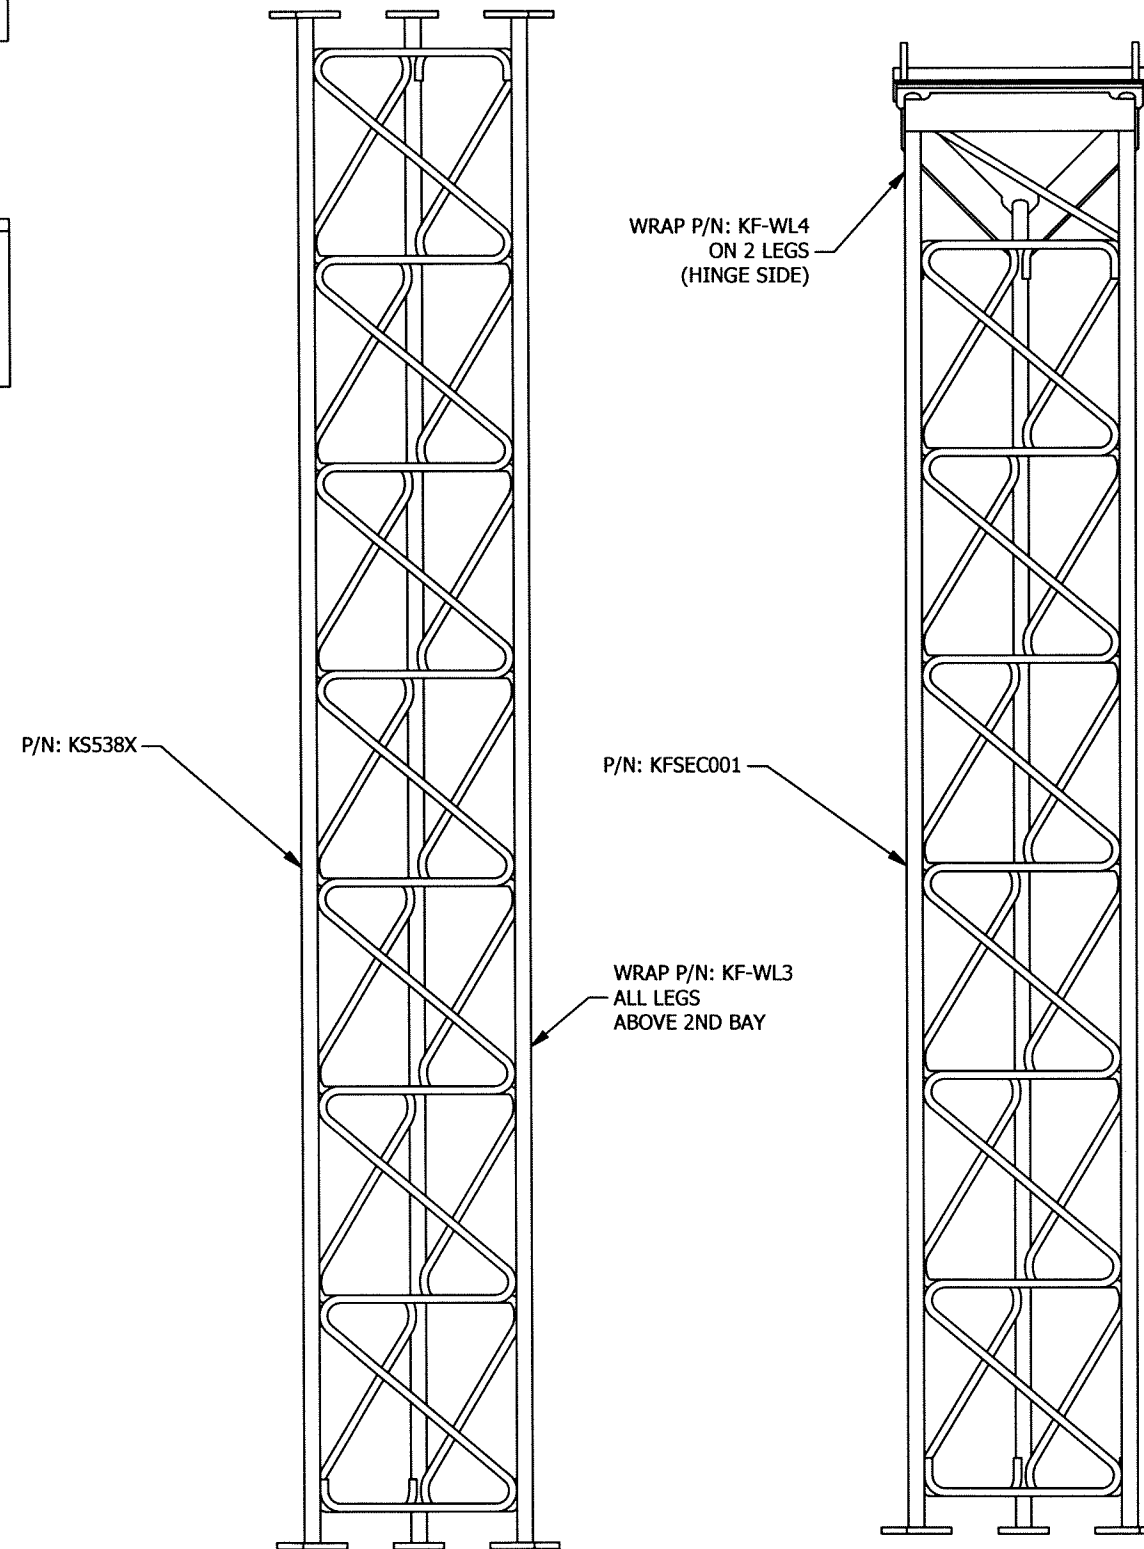 WRAP P/N: KF-WL4
ON 2 LEGS
(HINGE SIDE)
P/N: KS538X
P/N: KFSEC001
WRAP P/N: KF-WL3
ALL LEGS
ABOVE 2ND BAY